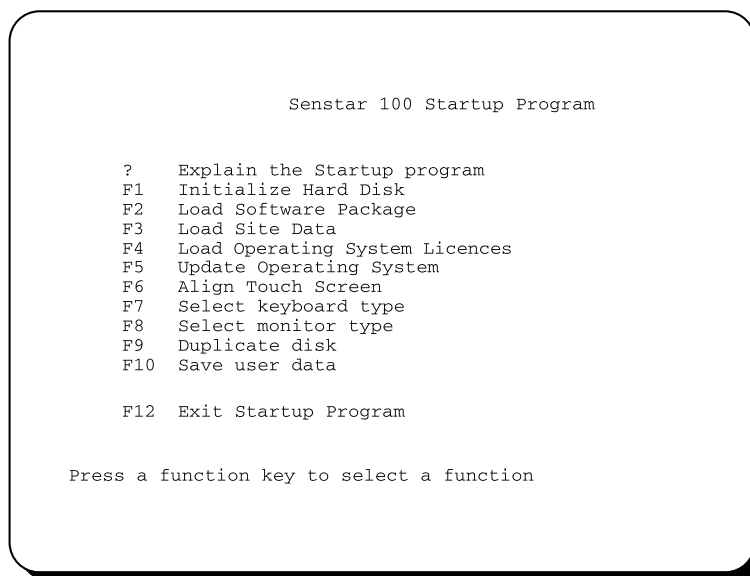 Senstar 100 Startup Program
? Explain the Startup program
F1 Initialize Hard Disk
F2 Load Software Package
F3 Load Site Data
F4 Load Operating System Licences
F5 Update Operating System
F6 Align Touch Screen
F7 Select keyboard type
F8 Select monitor type
F9 Duplicate disk
F10 Save user data
F12 Exit Startup Program
Press a function key to select a function